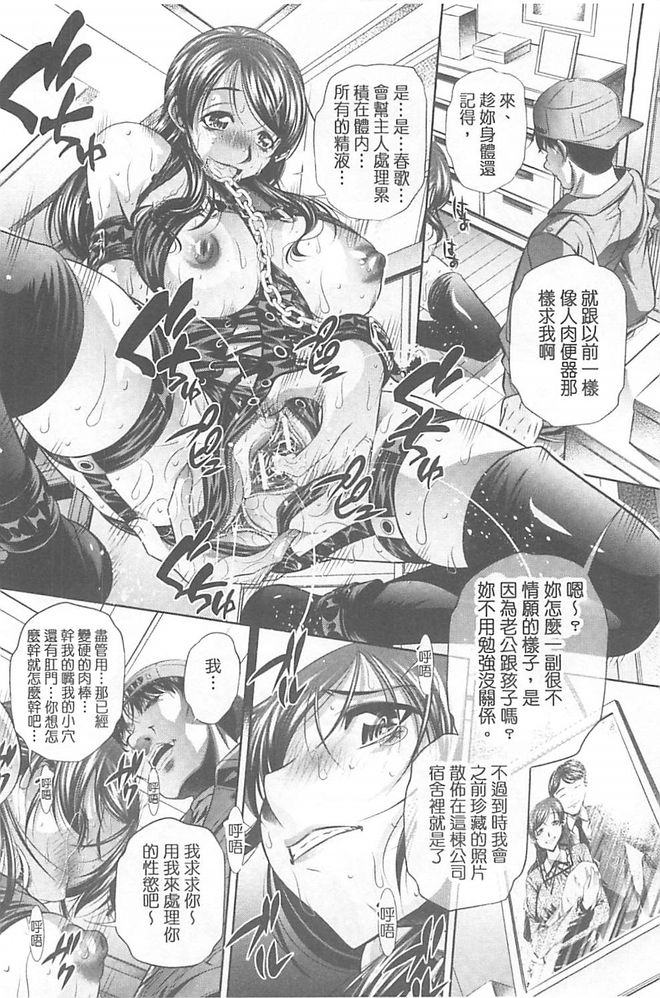 來、
趁妳身體還
記得，
就跟以前一樣
像人肉便器那
樣求我啊
是…是…春歌…
會幫主人處理累
積在體内…
所有的精液…
嗯～？
妳怎麼一副很不
情願的樣子，是
因為老公跟孩子嗎？
妳不用勉強沒關係。
不過到時我會
之前珍藏的照片
散佈在這棟公司
宿舍裡就是了
呼唔
呼唔
呼唔
我…
盡管用…那已經
變硬的肉棒…
幹我的嘴我的小穴
還有肛門…你想怎
麼幹就怎麼幹吧…
呼唔
呼唔
呼唔
我求求你～
用我來處理你
的性慾吧～